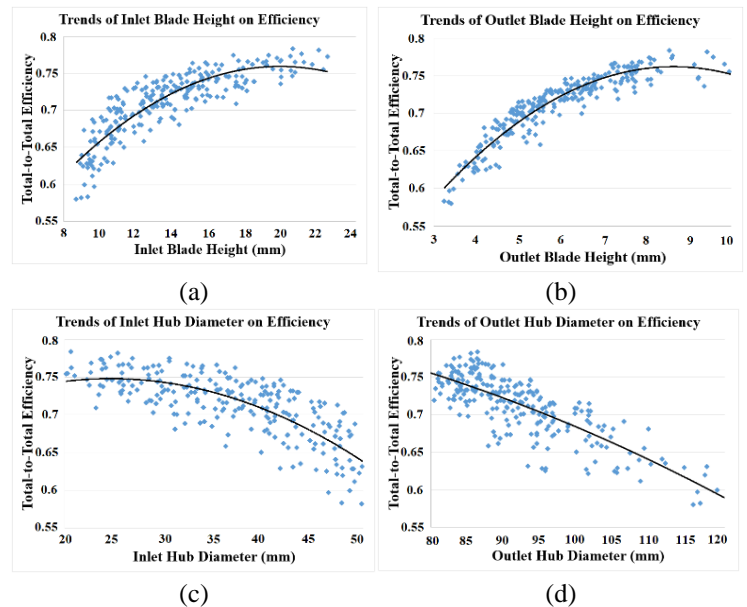 Trends of Inlet Blade Height on Efficiency
Total-to-Total Efficiency
0.8
0.75
0.7
0.65
0.6
0.55
8 10 12 14 16 18 20 22 24
Inlet Blade Height (mm)
(a)
Trends of Outlet Blade Height on Efficiency
Total-to-Total Efficiency
0.8
0.75
0.7
0.65
0.6
0.55
3 4 5 6 7 8 9 10
Outlet Blade Height (mm)
(b)
Trends of Inlet Hub Diameter on Efficiency
Total-to-Total Efficiency
0.8
0.75
0.7
0.65
0.6
0.55
20 25 30 35 40 45 50
Inlet Hub Diameter (mm)
(c)
Trends of Outlet Hub Diameter on Efficiency
Total-to-Total Efficiency
0.8
0.75
0.7
0.65
0.6
0.55
80 85 90 95 100 105 110 115 120
Outlet Hub Diameter (mm)
(d)